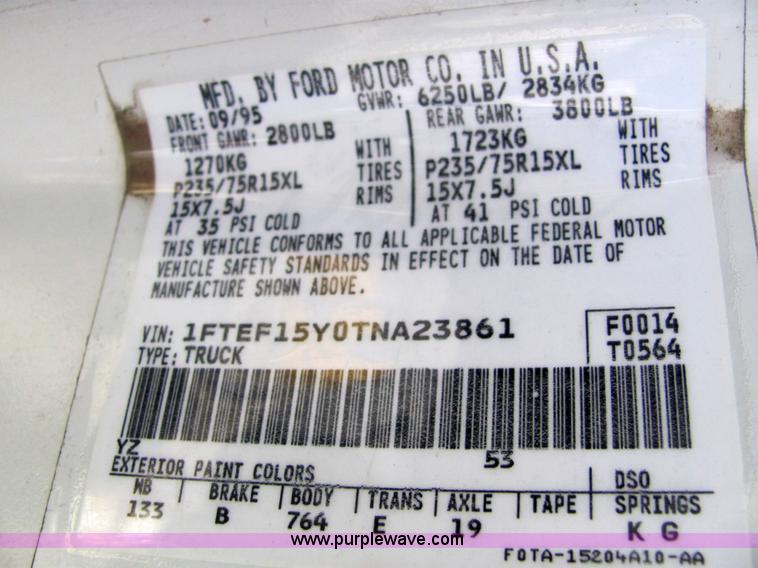 MFD. BY FORD MOTOR CO. IN U.S.A.
DATE: 09/95 GVWR: 6250LB/ 2834KG
FRONT GAWR: 2800LB REAR GAWR: 3800LB
1270KG WITH 1723KG WITH
P235/75R15XL TIRES P235/75R15XL TIRES
15X7.5J RIMS 15X7.5J RIMS
AT 35 PSI COLD AT 41 PSI COLD
THIS VEHICLE CONFORMS TO ALL APPLICABLE FEDERAL MOTOR
VEHICLE SAFETY STANDARDS IN EFFECT ON THE DATE OF
MANUFACTURE SHOWN ABOVE.
VIN: 1FTEF15Y0TNA23861 F0014
TYPE: TRUCK T0564
YZ 53
EXTERIOR PAINT COLORS DSO
WB BRAKE BODY TRANS AXLE TAPE SPRINGS
133 B 764 E 19 K G
www.purplewave.com
F0TA-15204A10-AA